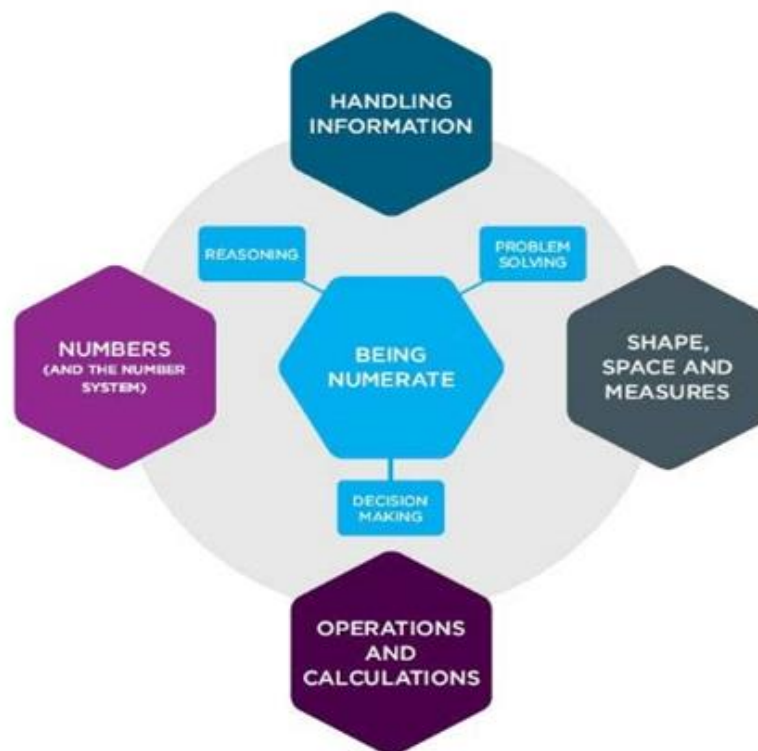 HANDLING
INFORMATION
REASONING
PROBLEM
SOLVING
NUMBERS
(AND THE NUMBER
SYSTEM)
BEING
NUMERATE
SHAPE,
SPACE AND
MEASURES
DECISION
MAKING
OPERATIONS
AND
CALCULATIONS